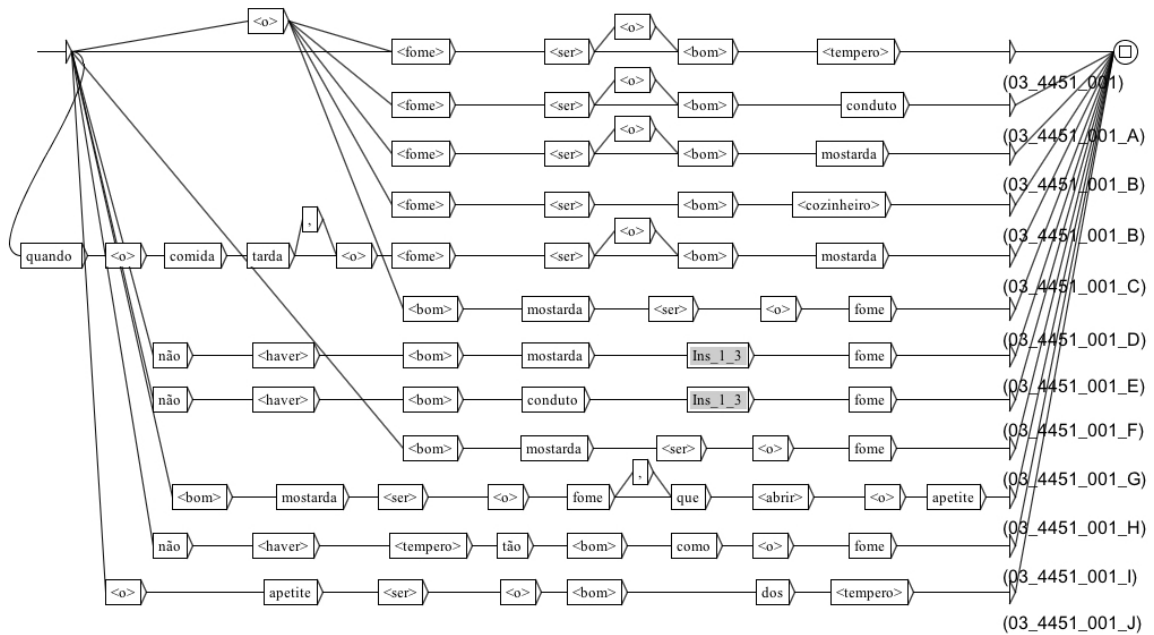 <o>
<o>
<fome> <ser> <bom> <tempero>
(03_4451_001)
<o>
<fome> <ser> <bom> conduto
(03_4451_001_A)
<o>
<fome> <ser> <bom> mostarda
(03_4451_001_B)
<fome> <ser> <bom> <cozinheiro>
(03_4451_001_B)
, <o>
quando <o> comida tarda <o> <fome> <ser> <bom> mostarda
(03_4451_001_C)
<bom> mostarda <ser> <o> fome
(03_4451_001_D)
não <haver> <bom> mostarda Ins_1_3 fome
(03_4451_001_E)
não <haver> <bom> conduto Ins_1_3 fome
(03_4451_001_F)
<bom> mostarda <ser> <o> fome
(03_4451_001_G)
,
<bom> mostarda <ser> <o> fome que <abrir> <o> apetite
(03_4451_001_H)
não <haver> <tempero> tão <bom> como <o> fome
(03_4451_001_I)
<o> apetite <ser> <o> <bom> dos <tempero>
(03_4451_001_J)